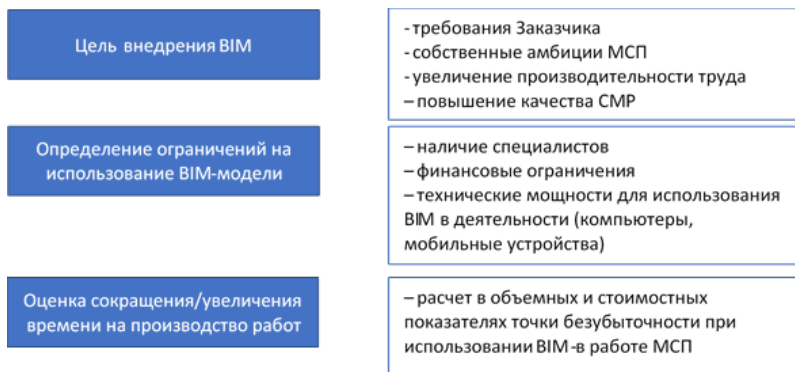 Цель внедрения BIM
- требования Заказчика
- собственные амбиции МСП
- увеличение производительности труда
– повышение качества СМР
Определение ограничений на
использование BIM-модели
– наличие специалистов
– финансовые ограничения
– технические мощности для использования
BIM в деятельности (компьютеры,
мобильные устройства)
Оценка сокращения/увеличения
времени на производство работ
– расчет в объемных и стоимостных
показателях точки безубыточности при
использовании BIM-в работе МСП